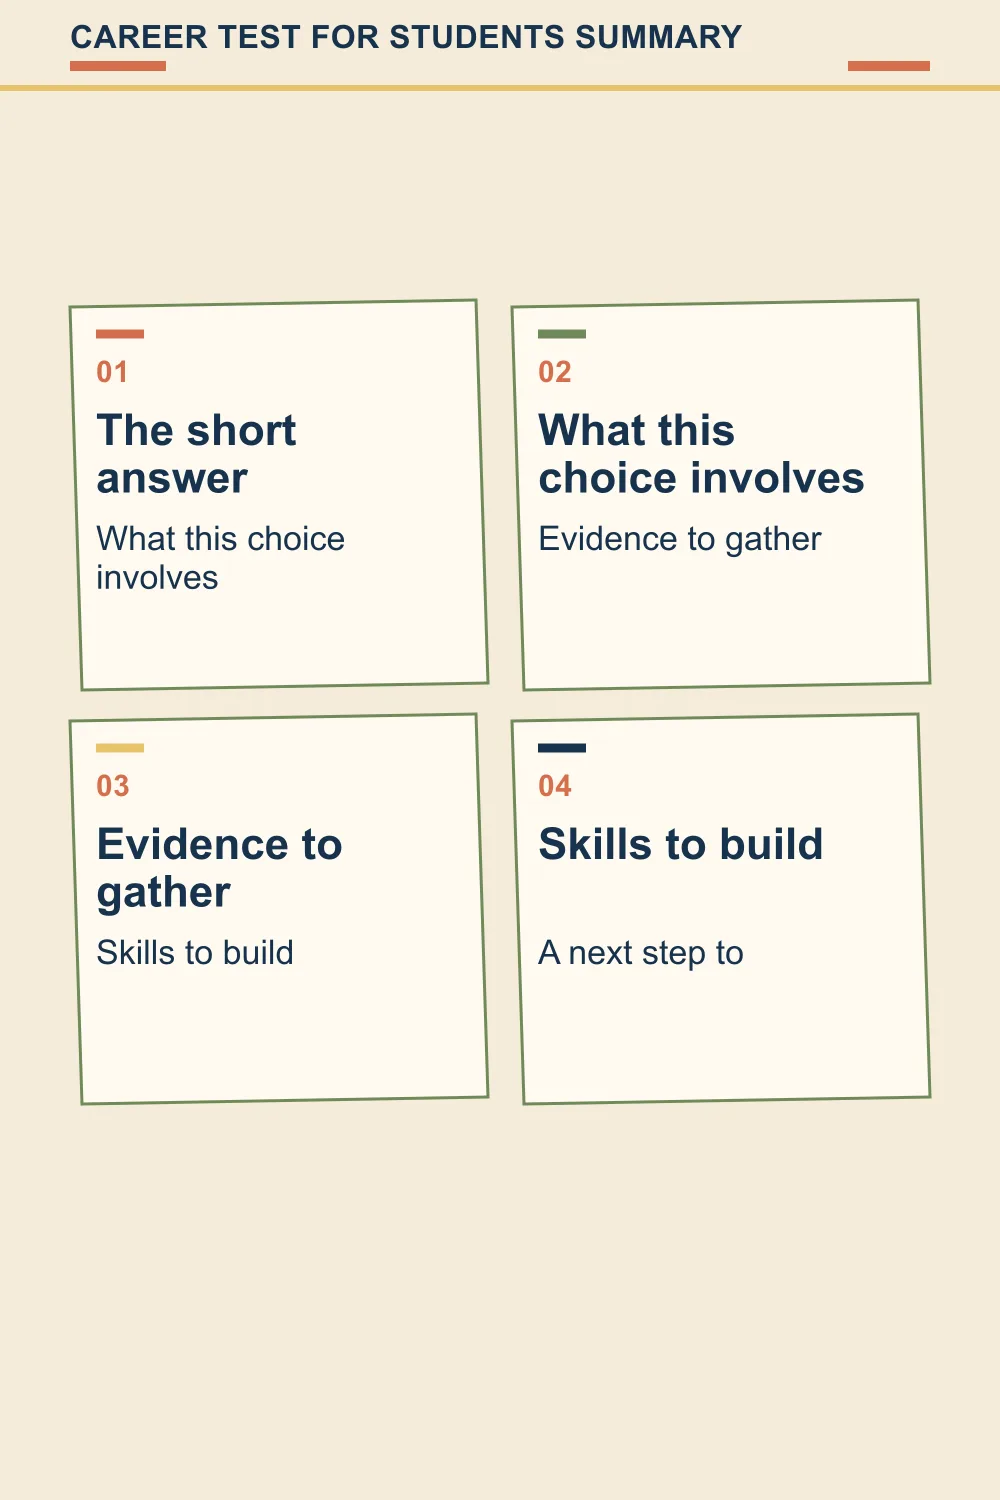 CAREER TEST FOR STUDENTS SUMMARY
01
The short
answer
What this choice
involves
02
What this
choice involves
Evidence to gather
03
Evidence to
gather
Skills to build
04
Skills to build
A next step to